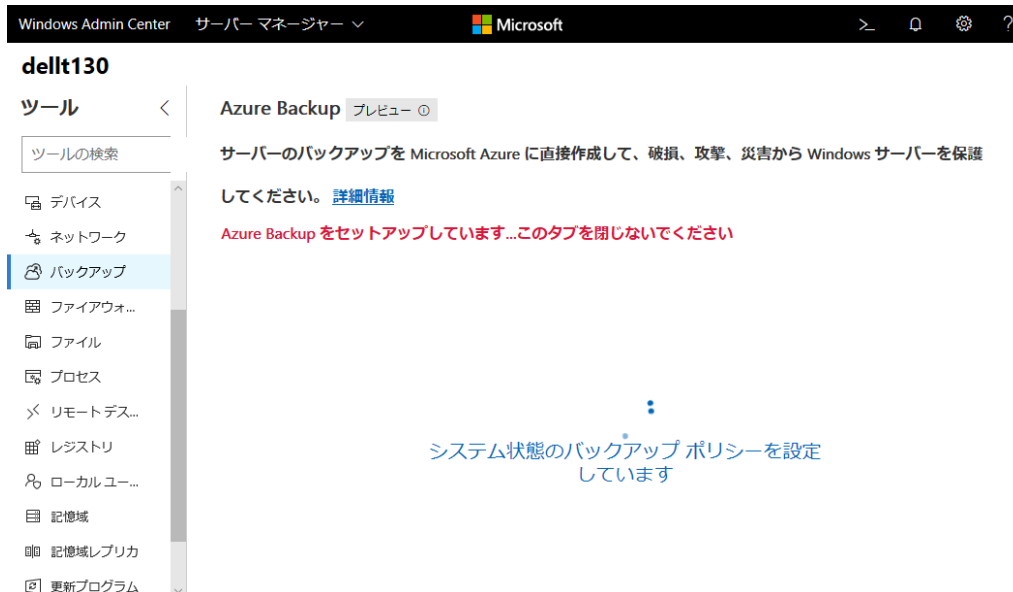 Windows Admin Center サーバー マネージャー Microsoft
dellt130
ツール
ツールの検索
デバイス
ネットワーク
バックアップ
ファイアウォ...
ファイル
プロセス
リモート デス...
レジストリ
ローカル ユー...
記憶域
記憶域レプリカ
更新プログラム
Azure Backup プレビュー
サーバーのバックアップを Microsoft Azure に直接作成して、破損、攻撃、災害から Windows サーバーを保護
してください。 詳細情報
Azure Backup をセットアップしています...このタブを閉じないでください
システム状態のバックアップ ポリシーを設定
しています